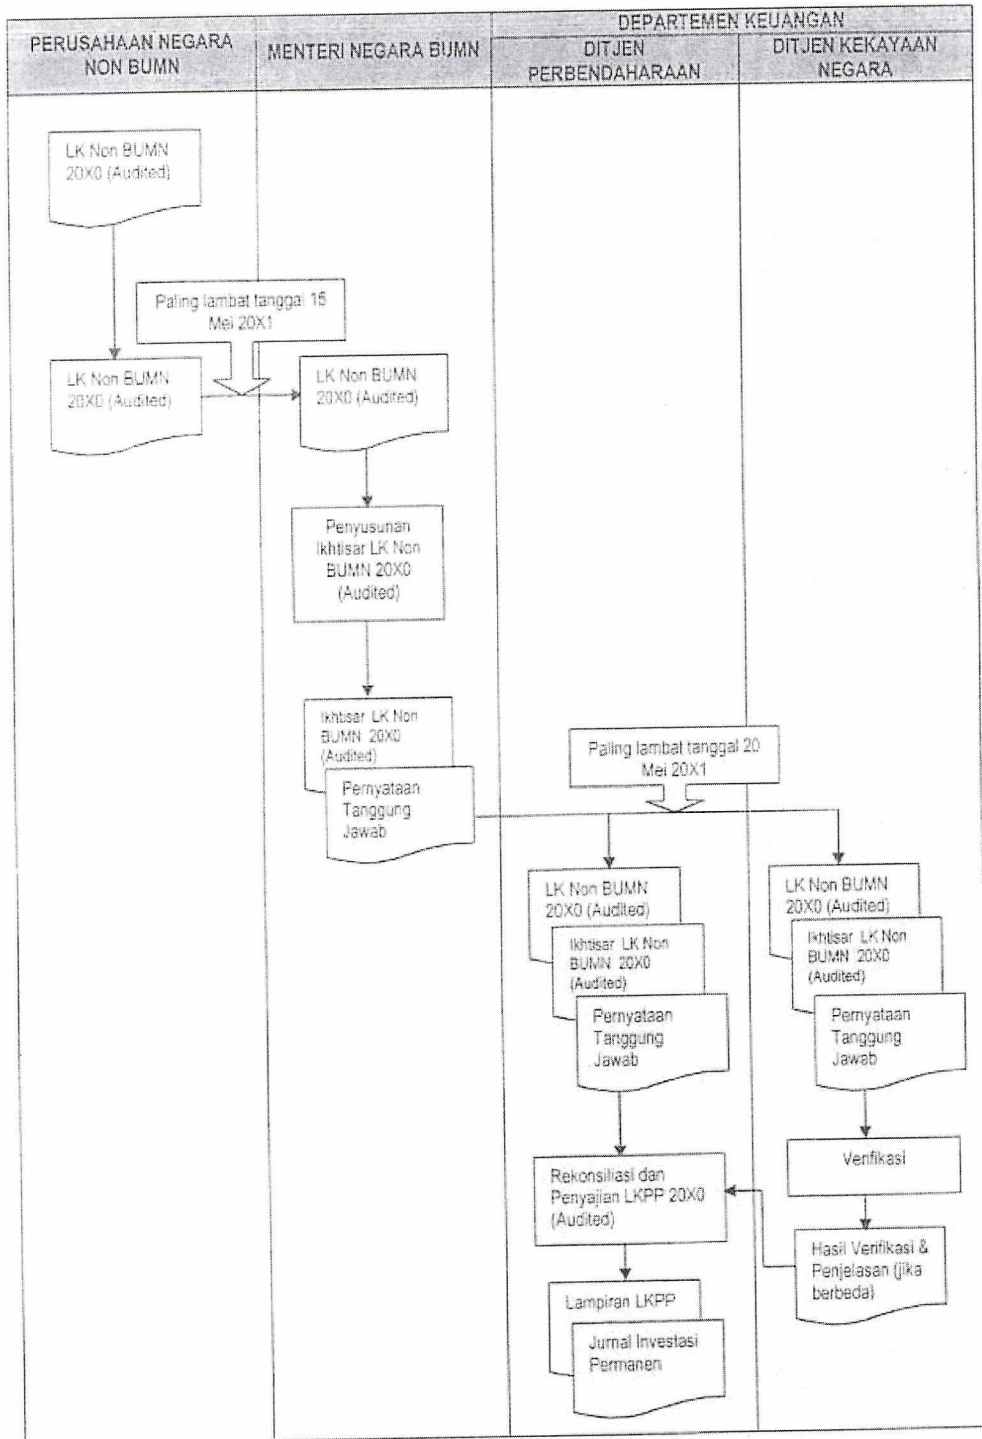 DEPARTEMEN KEUANGAN
PERUSAHAAN NEGARA
NON BUMN
MENTERI NEGARA BUMN
DITJEN
PERBENDAHARAAN
DITJEN KEKAYAAN
NEGARA
LK Non BUMN
20X0 (Audited)
Paling lambat tanggal 15
Mei 20X1
LK Non BUMN
20X0 (Audited)
LK Non BUMN
20X0 (Audited)
Penyusunan
Ikhtisar LK Non
BUMN 20X0
(Audited)
Ikhtisar LK Non
BUMN 20X0
(Audited)
Pernyataan
Tanggung
Jawab
Paling lambat tanggal 20
Mei 20X1
LK Non BUMN
20X0 (Audited)
Ikhtisar LK Non
BUMN 20X0
(Audited)
Pernyataan
Tanggung
Jawab
LK Non BUMN
20X0 (Audited)
Ikhtisar LK Non
BUMN 20X0
(Audited)
Pernyataan
Tanggung
Jawab
Verifikasi
Rekonsiliasi dan
Penyajian LKPP 20X0
(Audited)
Hasil Verifikasi &
Penjelasan (jika
berbeda)
Lampiran LKPP
Jurnal Investasi
Permanen